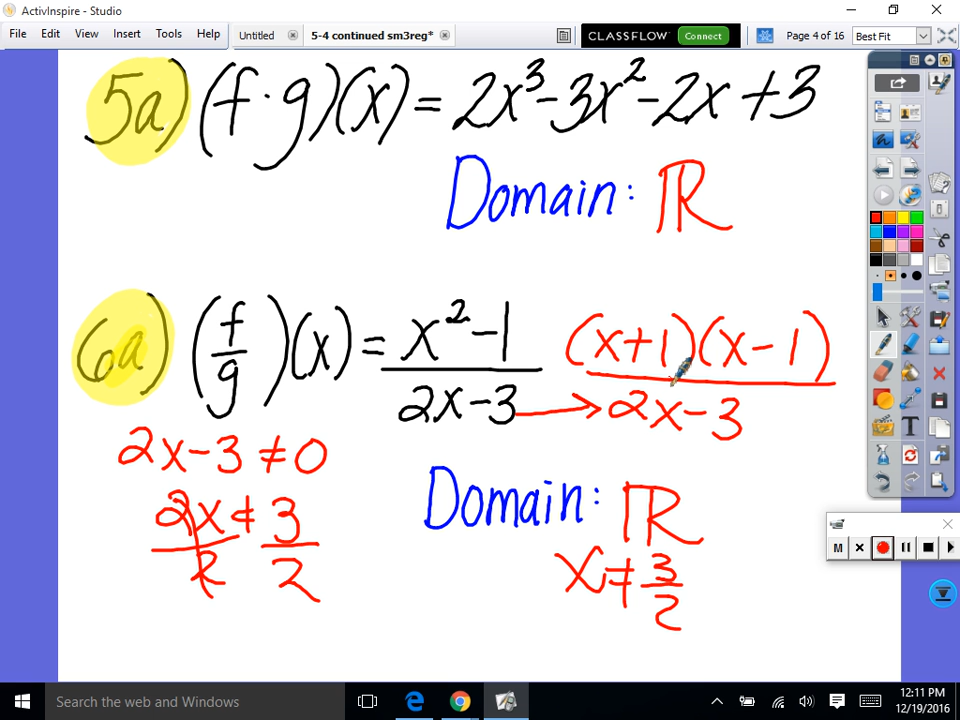 ActivInspire - Studio
File Edit View Insert Tools Help Untitled 5-4 continued sm3reg* CLASSFLOW Connect Page 4 of 16 Best Fit
5a) (f·g)(x) = 2x³-3x²-2x+3
Domain: ℝ
6a) (f/g)(x) = x²-1 / 2x-3 → (x+1)(x-1) / 2x-3
2x-3≠0
2x/2 ≠ 3/2
Domain: ℝ
x≠3/2
M
Search the web and Windows
12:11 PM
12/19/2016